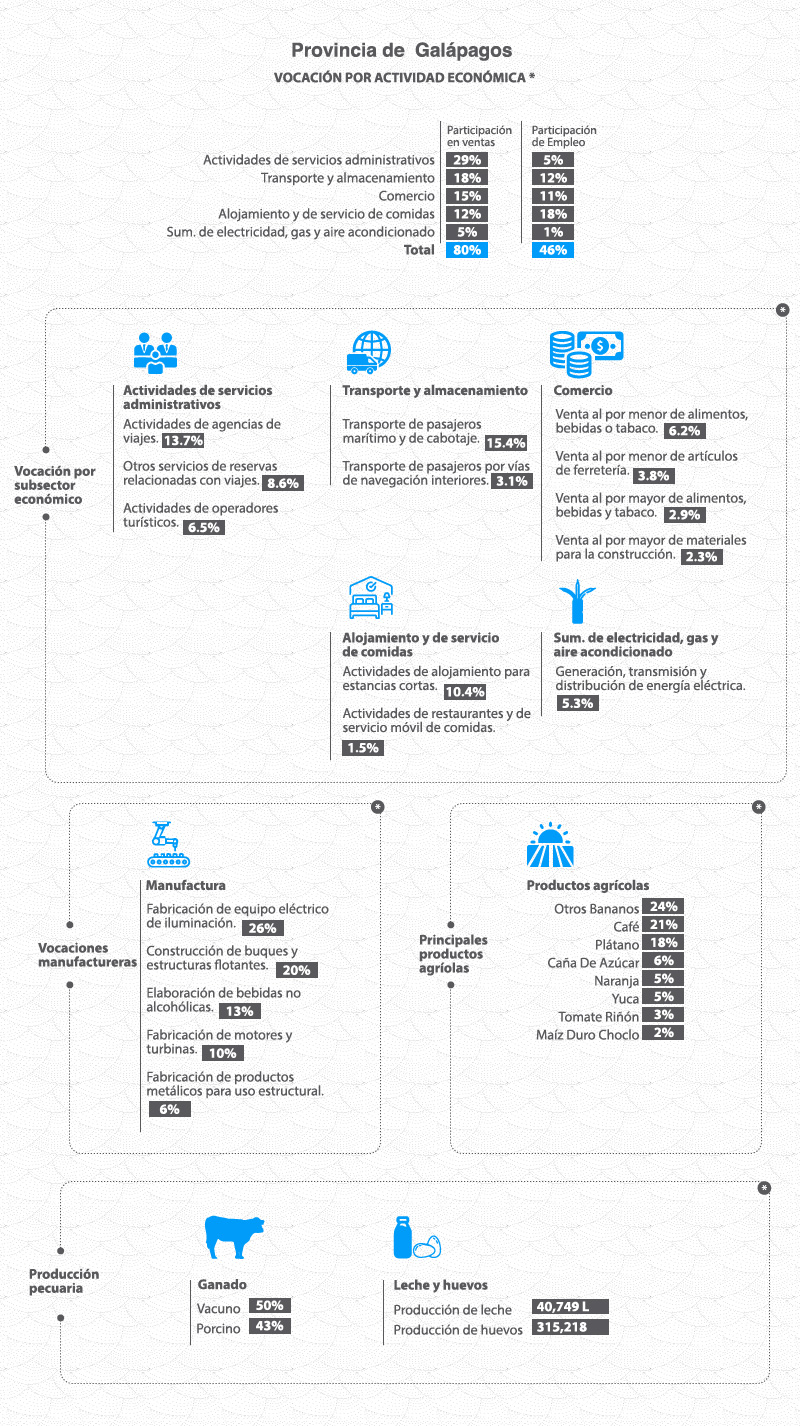 Provincia de Galápagos
VOCACIÓN POR ACTIVIDAD ECONÓMICA *
Participación
en ventas
Participación
de Empleo
Actividades de servicios administrativos 29% 5%
Transporte y almacenamiento 18% 12%
Comercio 15% 11%
Alojamiento y de servicio de comidas 12% 18%
Sum. de electricidad, gas y aire acondicionado 5% 1%
Total 80% 46%
*
Vocación por
subsector
económico
Actividades de servicios
administrativos
Actividades de agencias de
viajes. 13.7%
Otros servicios de reservas
relacionadas con viajes. 8.6%
Actividades de operadores
turísticos. 6.5%
Transporte y almacenamiento
Transporte de pasajeros
marítimo y de cabotaje. 15.4%
Transporte de pasajeros por vías
de navegación interiores. 3.1%
$
Comercio
Venta al por menor de alimentos,
bebidas o tabaco. 6.2%
Venta al por menor de artículos
de ferretería. 3.8%
Venta al por mayor de alimentos,
bebidas y tabaco. 2.9%
Venta al por mayor de materiales
para la construcción. 2.3%
Alojamiento y de servicio
de comidas
Actividades de alojamiento para
estancias cortas. 10.4%
Actividades de restaurantes y de
servicio móvil de comidas.
1.5%
Sum. de electricidad, gas y
aire acondicionado
Generación, transmisión y
distribución de energía eléctrica.
5.3%
*
Vocaciones
manufactureras
Manufactura
Fabricación de equipo eléctrico
de iluminación. 26%
Construcción de buques y
estructuras flotantes. 20%
Elaboración de bebidas no
alcohólicas. 13%
Fabricación de motores y
turbinas. 10%
Fabricación de productos
metálicos para uso estructural.
6%
*
Principales
productos
agríolas
Productos agrícolas
Otros Bananos 24%
Café 21%
Plátano 18%
Caña De Azúcar 6%
Naranja 5%
Yuca 5%
Tomate Riñón 3%
Maíz Duro Choclo 2%
*
Producción
pecuaria
Ganado
Vacuno 50%
Porcino 43%
Leche y huevos
Producción de leche 40,749 L
Producción de huevos 315,218